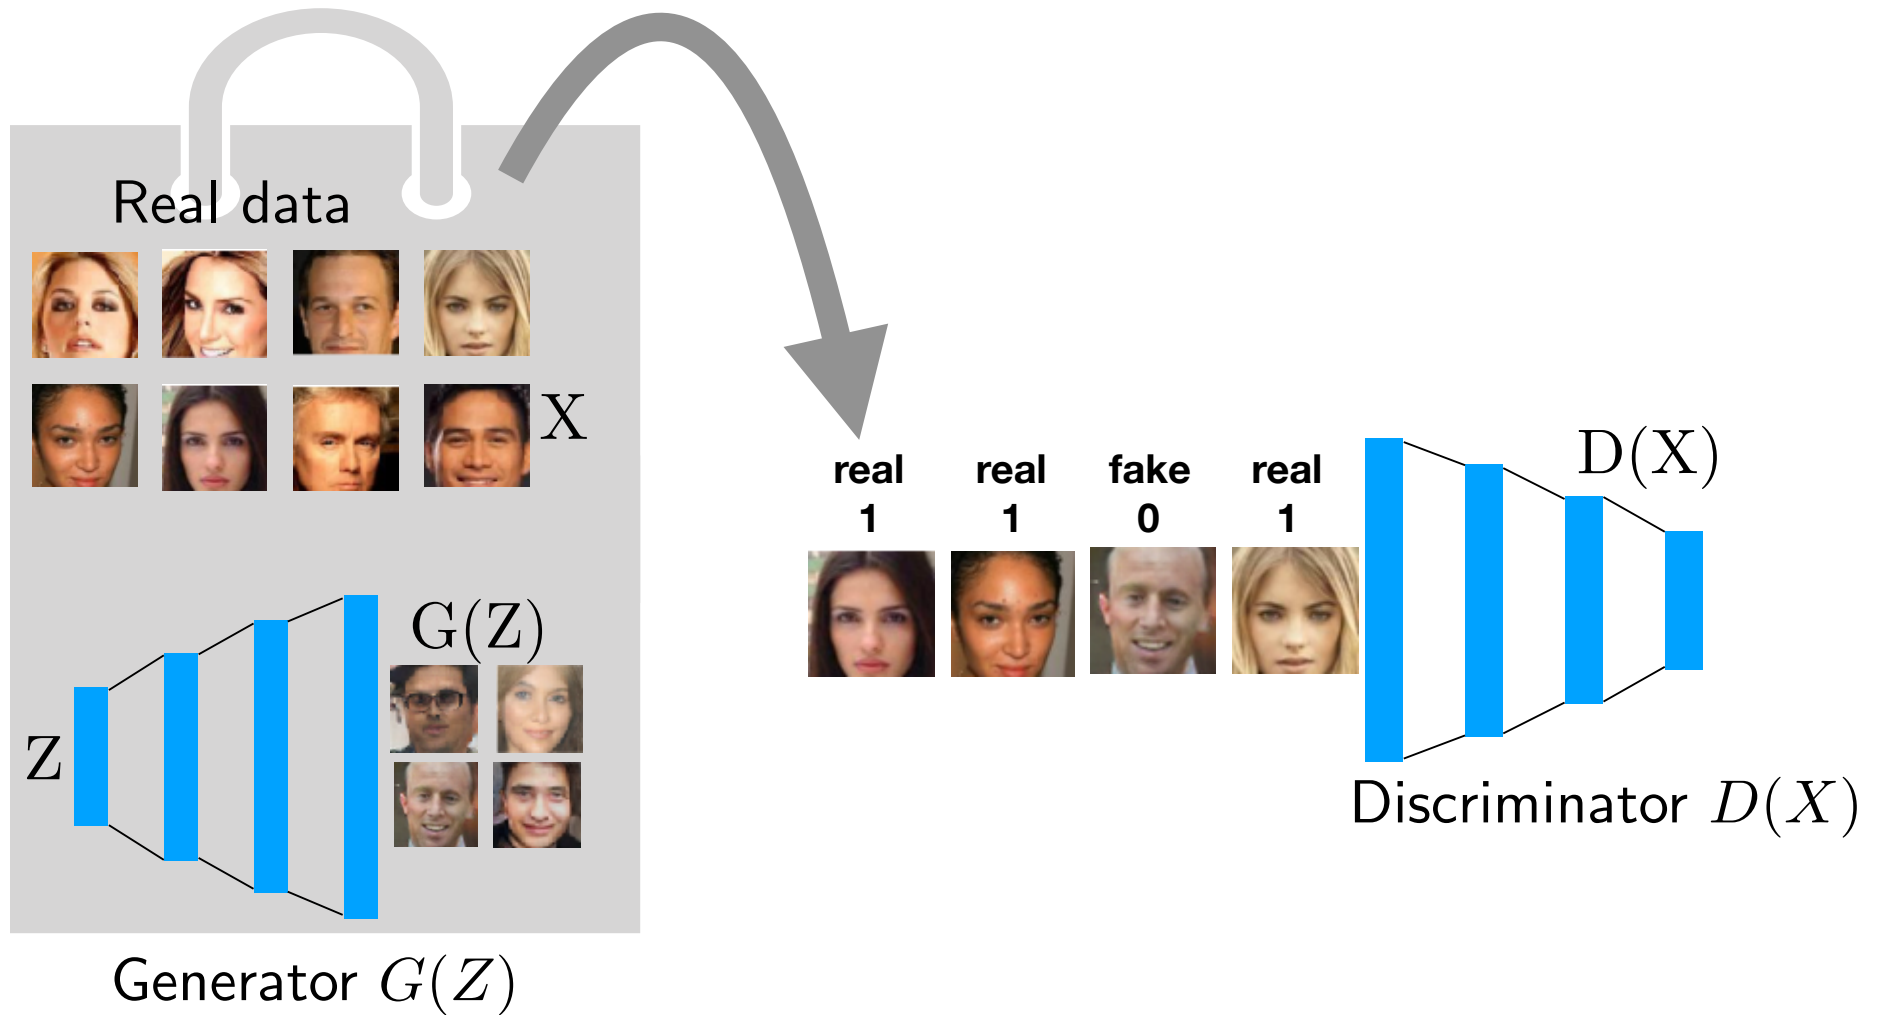 Real data
X
G(Z)
Z
Generator G(Z)
real real fake real
1 1 0 1
D(X)
Discriminator D(X)